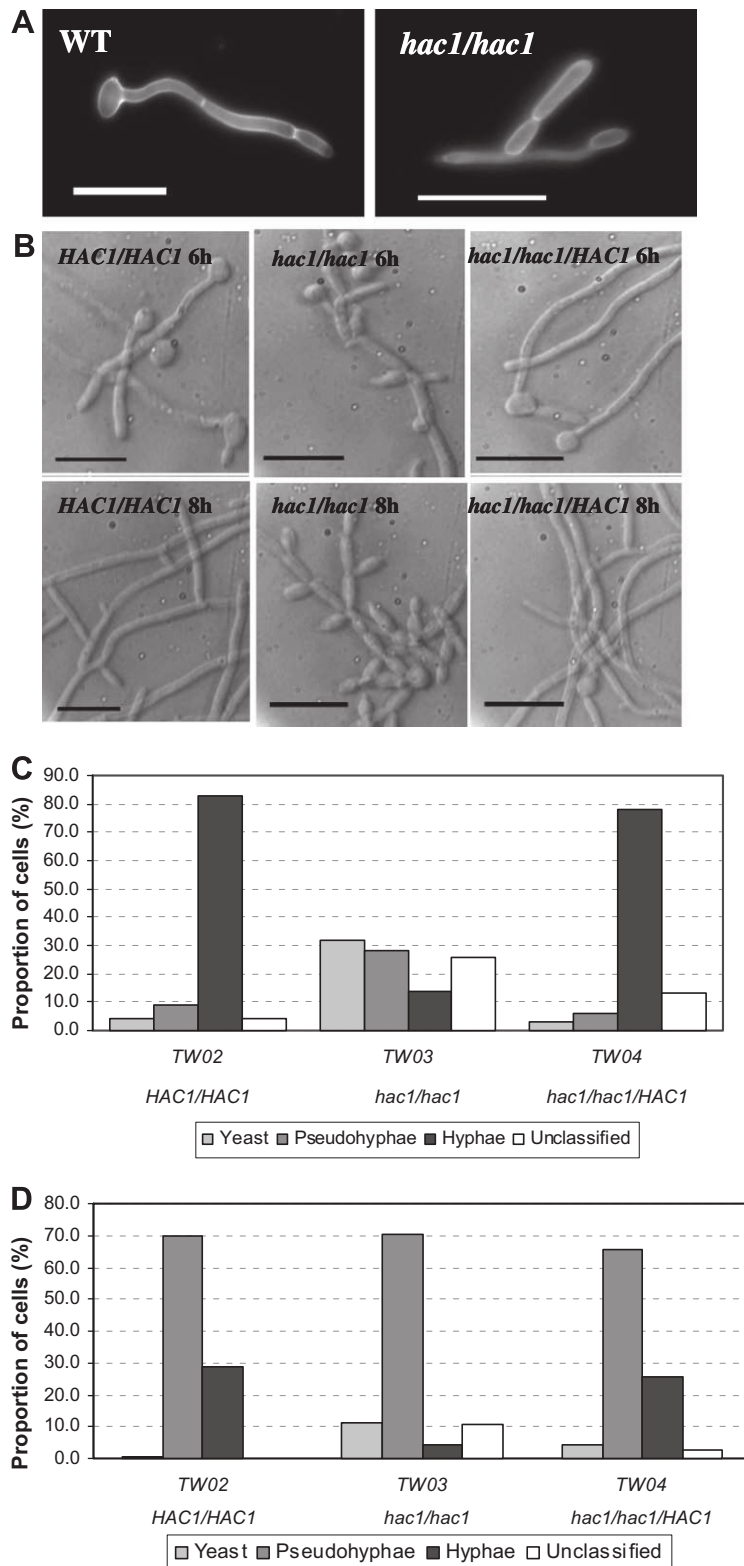 A
WT
hac1/hac1
B
HAC1/HAC1 6h
hac1/hac1 6h
hac1/hac1/HAC1 6h
HAC1/HAC1 8h
hac1/hac1 8h
hac1/hac1/HAC1 8h
C
Proportion of cells (%)
90.0
80.0
70.0
60.0
50.0
40.0
30.0
20.0
10.0
0.0
TW02 TW03 TW04
HAC1/HAC1 hac1/hac1 hac1/hac1/HAC1
Yeast Pseudohyphae Hyphae Unclassified
D
Proportion of cells (%)
80.0
70.0
60.0
50.0
40.0
30.0
20.0
10.0
0.0
TW02 TW03 TW04
HAC1/HAC1 hac1/hac1 hac1/hac1/HAC1
Yeast Pseudohyphae Hyphae Unclassified